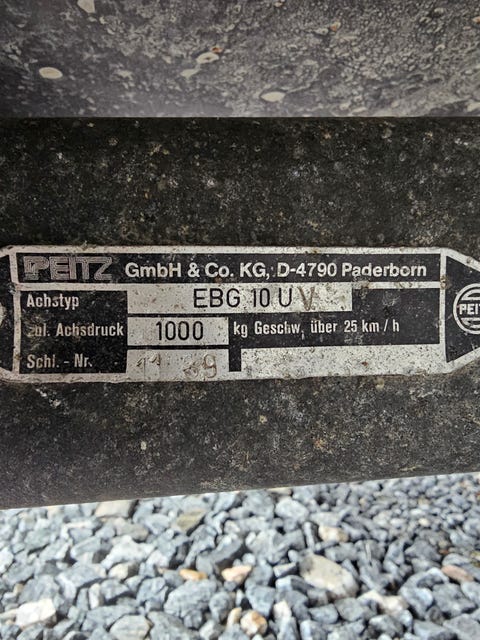 PEITZ GmbH & Co. KG, D-4790 Paderborn
Achstyp EBG 10 U V
zul. Achsdruck 1000 kg Geschw. über 25 km / h
Schl. - Nr.
PEITZ